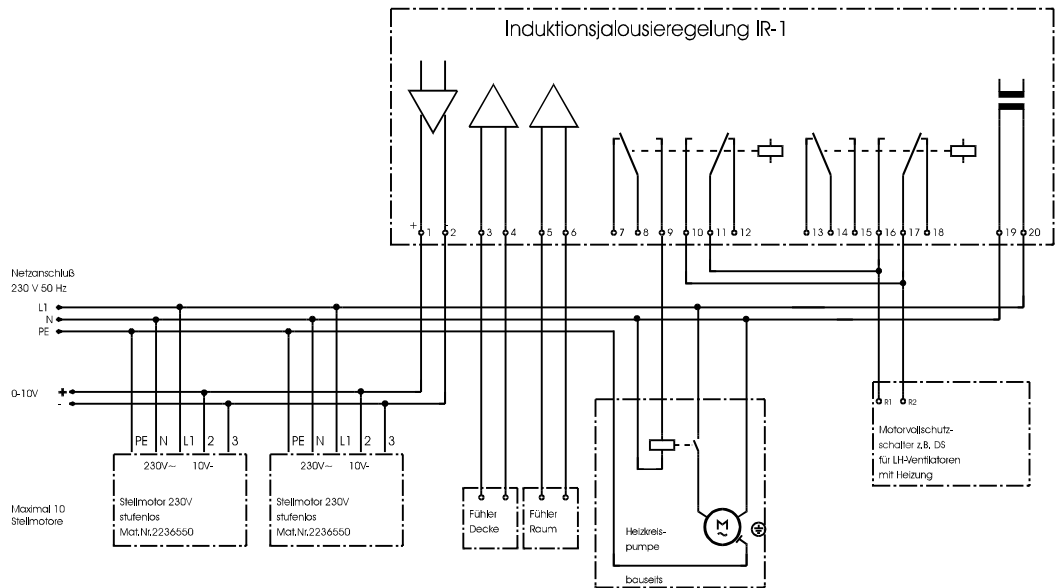 Induktionsjalousieregelung IR-1
+ 1 2 3 4 5 6 7 8 9 10 11 12 13 14 15 16 17 18 19 20
Netzanschluß
230 V 50 Hz
L1
N
PE
0-10V +
-
PE N L1 2 3
230V~ 10V-
Stellmotor 230V
stufenlos
Mat.Nr.2236550
PE N L1 2 3
230V~ 10V-
Stellmotor 230V
stufenlos
Mat.Nr.2236550
Maximal 10
Stellmotore
Fühler
Decke
Fühler
Raum
M
~
Heizkreis-
pumpe
bauseits
R1 R2
Motorvollschutz-
schalter z.B. DS
für LH-Ventilatoren
mit Heizung